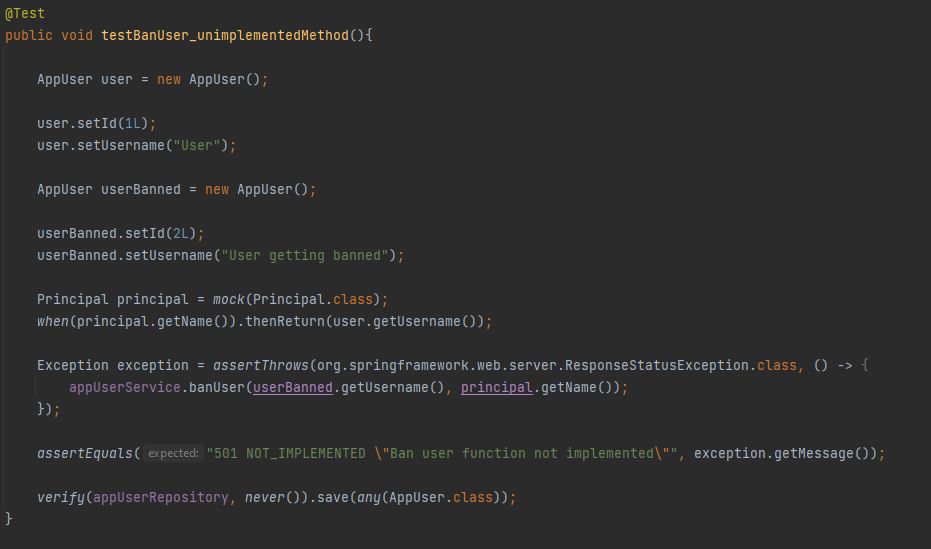 @Test
public void testBanUser_unimplementedMethod(){
AppUser user = new AppUser();
user.setId(1L);
user.setUsername("User");
AppUser userBanned = new AppUser();
userBanned.setId(2L);
userBanned.setUsername("User getting banned");
Principal principal = mock(Principal.class);
when(principal.getName()).thenReturn(user.getUsername());
Exception exception = assertThrows(org.springframework.web.server.ResponseStatusException.class, () -> {
appUserService.banUser(userBanned.getUsername(), principal.getName());
});
assertEquals( expected: "501 NOT_IMPLEMENTED \"Ban user function not implemented\"", exception.getMessage());
verify(appUserRepository, never()).save(any(AppUser.class));
}